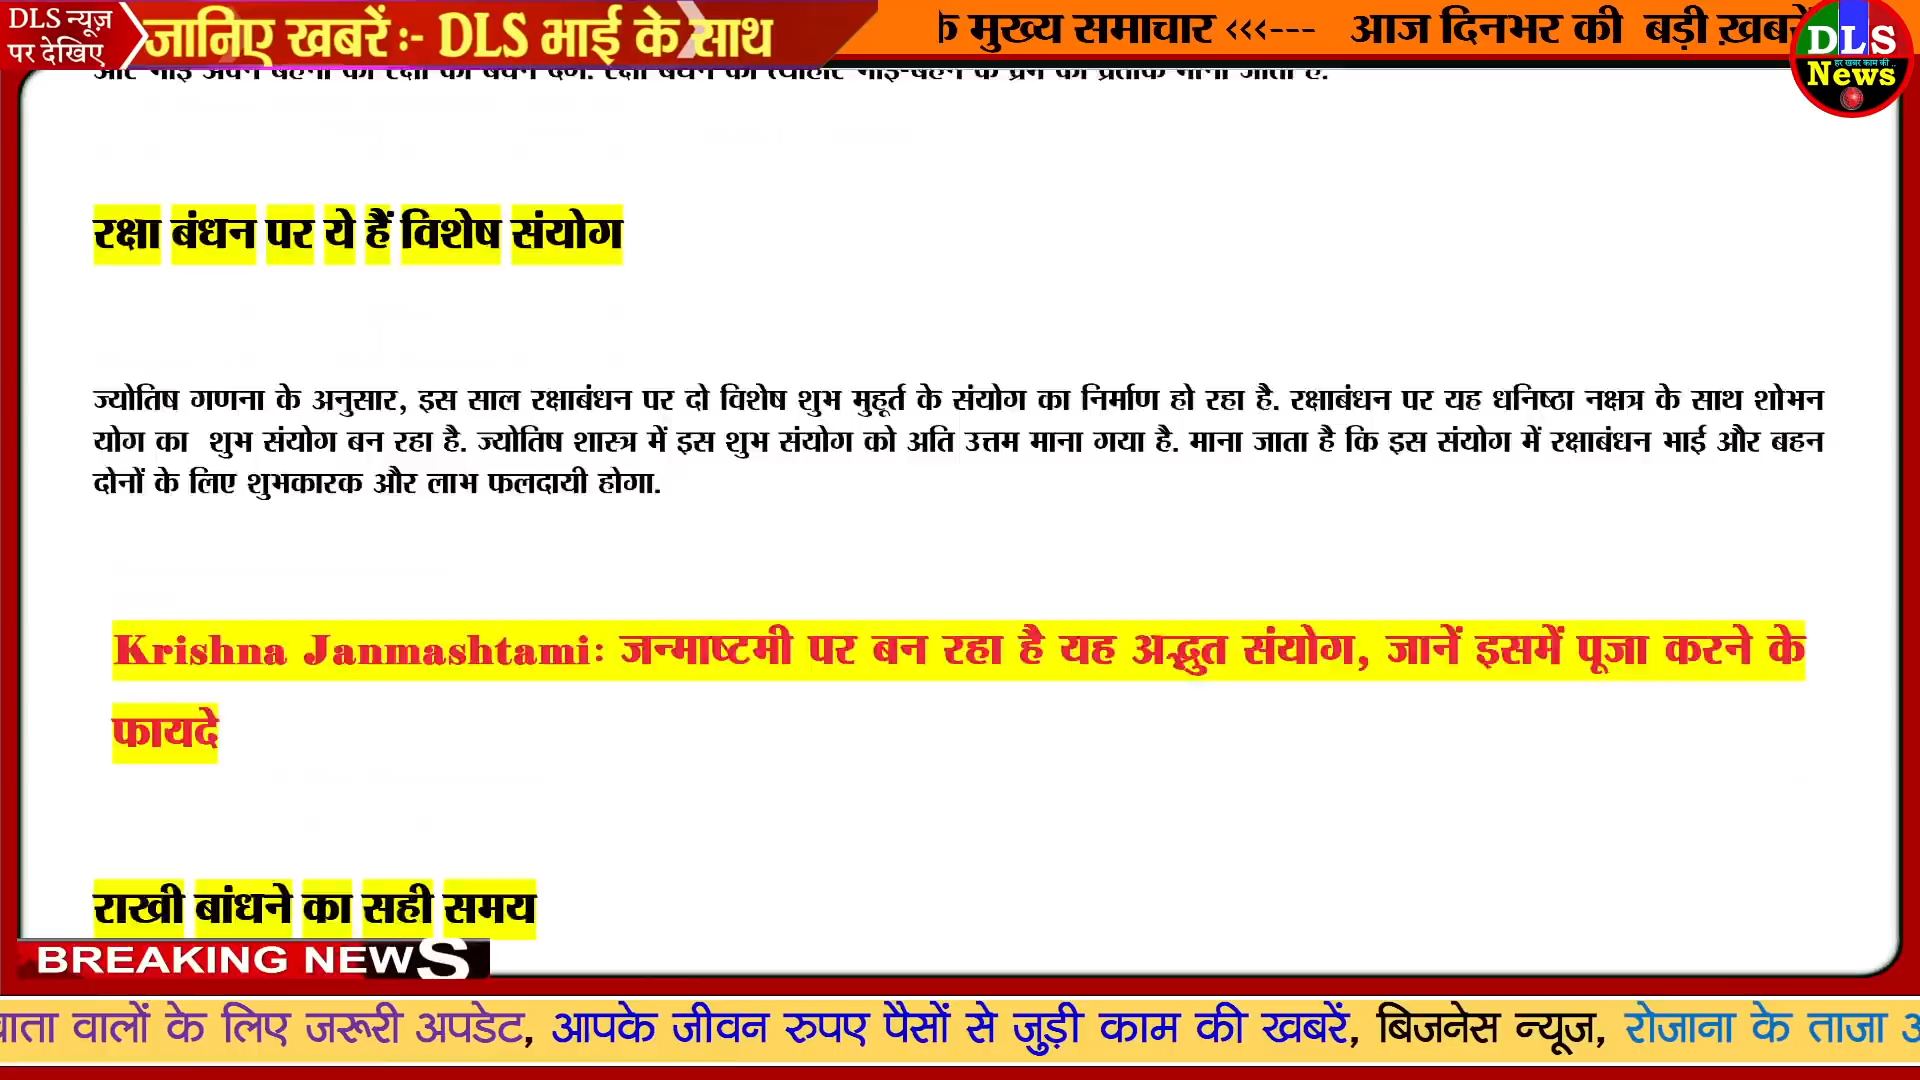 DLS न्यूज़
पर देखिए
जानिए खबरें :- DLS भाई के साथ
मुख्य समाचार <<<--- आज दिनभर की बड़ी ख़बरें
DLS
हर खबर काम की ..
News
रक्षा बंधन पर ये हैं विशेष संयोग
ज्योतिष गणना के अनुसार, इस साल रक्षाबंधन पर दो विशेष शुभ मुहूर्त के संयोग का निर्माण हो रहा है. रक्षाबंधन पर यह धनिष्ठा नक्षत्र के साथ शोभन
योग का शुभ संयोग बन रहा है. ज्योतिष शास्त्र में इस शुभ संयोग को अति उत्तम माना गया है. माना जाता है कि इस संयोग में रक्षाबंधन भाई और बहन
दोनों के लिए शुभकारक और लाभ फलदायी होगा.
Krishna Janmashtami: जन्माष्टमी पर बन रहा है यह अद्भुत संयोग, जानें इसमें पूजा करने के
फायदे
राखी बांधने का सही समय
BREAKING NEWS
वालों के लिए जरूरी अपडेट, आपके जीवन रुपए पैसों से जुड़ी काम की खबरें, बिजनेस न्यूज, रोजाना के ताजा